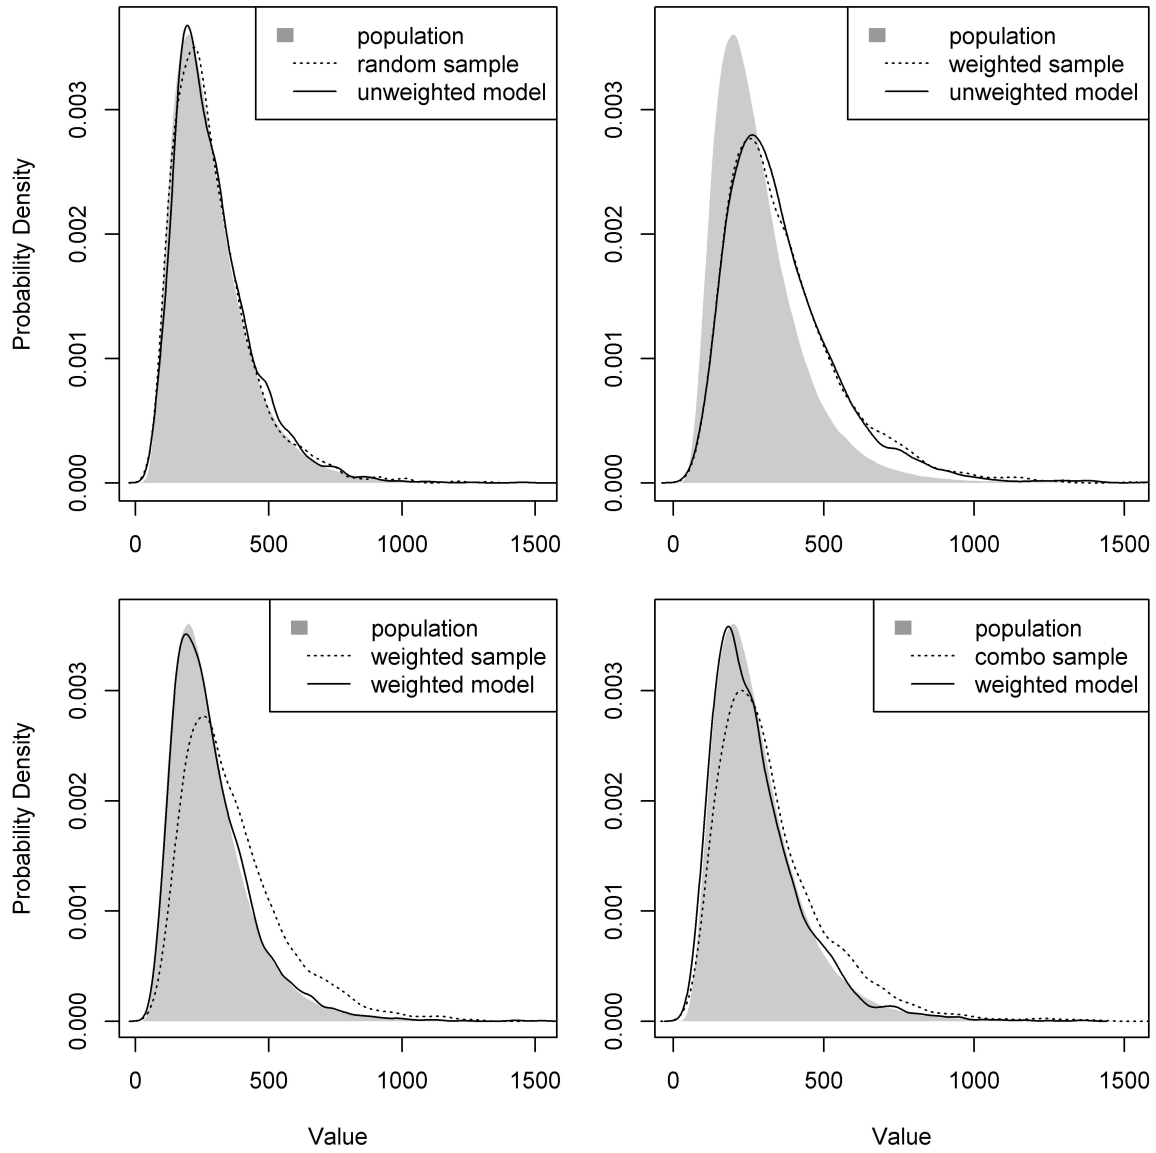 population
random sample
unweighted model
Probability Density
0.000 0.001 0.002 0.003
0 500 1000 1500
population
weighted sample
unweighted model
0.000 0.001 0.002 0.003
0 500 1000 1500
population
weighted sample
weighted model
Probability Density
0.000 0.001 0.002 0.003
0 500 1000 1500
Value
population
combo sample
weighted model
0.000 0.001 0.002 0.003
0 500 1000 1500
Value